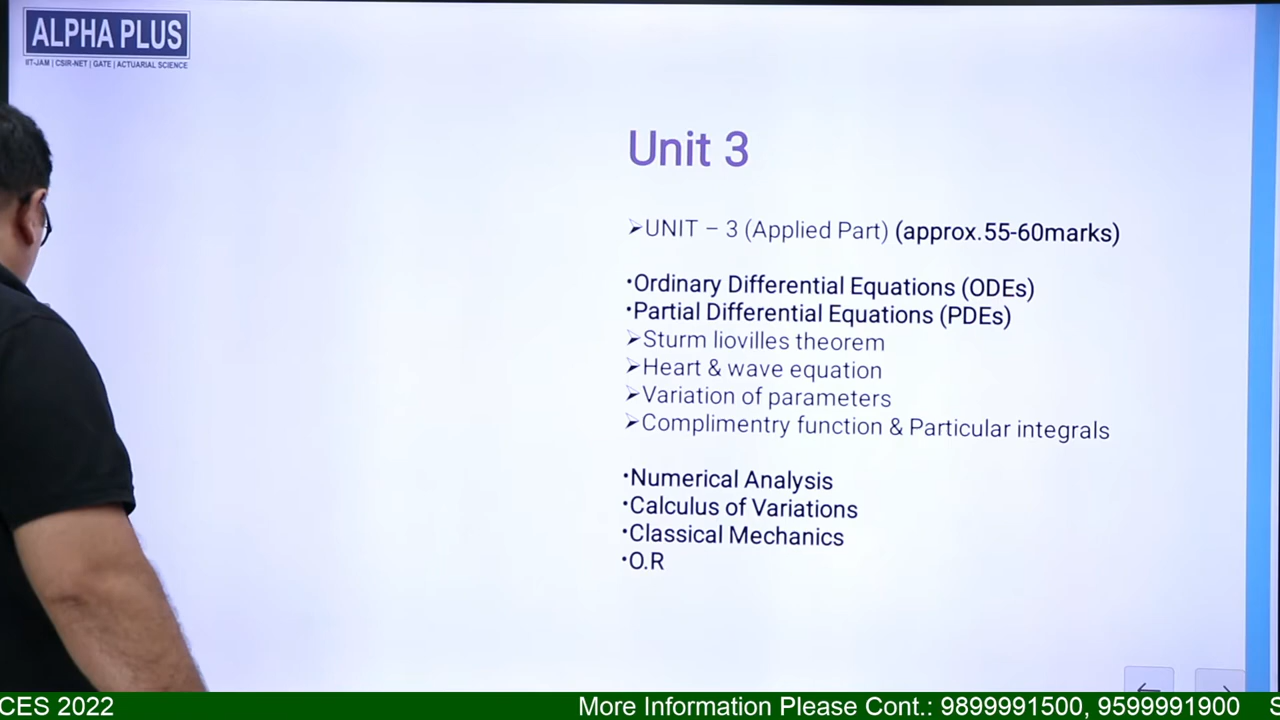 ALPHA PLUS
IIT-JAM | CSIR-NET | GATE | ACTUARIAL SCIENCE
Unit 3
➢UNIT – 3 (Applied Part) (approx.55-60marks)
•Ordinary Differential Equations (ODEs)
•Partial Differential Equations (PDEs)
➢Sturm liovilles theorem
➢Heart & wave equation
➢Variation of parameters
➢Complimentry function & Particular integrals
•Numerical Analysis
•Calculus of Variations
•Classical Mechanics
•O.R
CES 2022 More Information Please Cont.: 9899991500, 9599991900 S